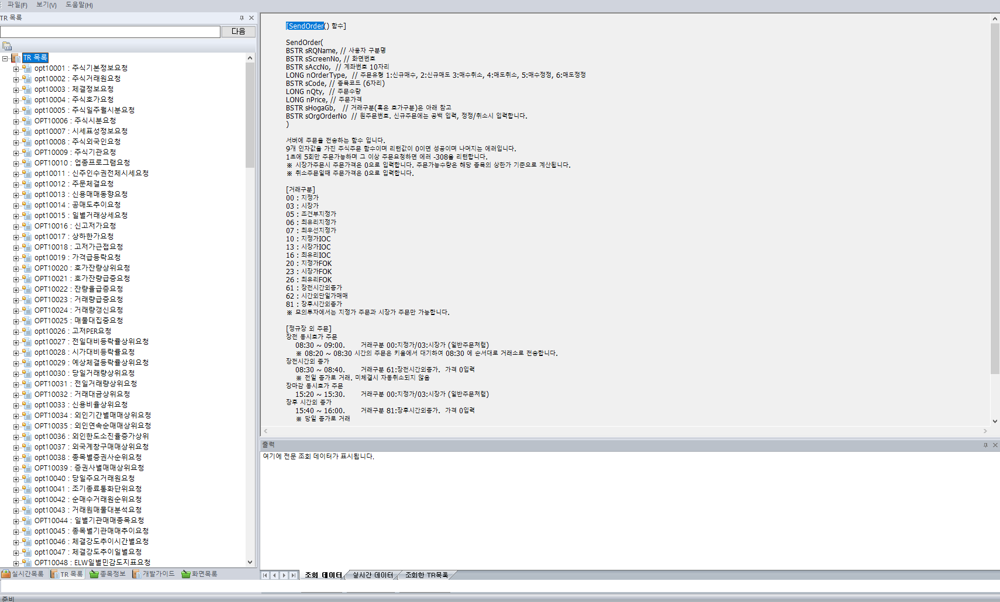 파일(F) 보기(V) 도움말(H)
TR 목록
다음
TR 목록
opt10001 : 주식기본정보요청
opt10002 : 주식거래원요청
opt10003 : 체결정보요청
opt10004 : 주식호가요청
opt10005 : 주식일주월시분요청
OPT10006 : 주식시분요청
opt10007 : 시세표성정보요청
opt10008 : 주식외국인요청
OPT10009 : 주식기관요청
OPT10010 : 업종프로그램요청
opt10011 : 신주인수권전체시세요청
opt10012 : 주문체결요청
opt10013 : 신용매매동향요청
opt10014 : 공매도추이요청
opt10015 : 일별거래상세요청
OPT10016 : 신고저가요청
opt10017 : 상하한가요청
OPT10018 : 고저가근접요청
opt10019 : 가격급등락요청
OPT10020 : 호가잔량상위요청
OPT10021 : 호가잔량급증요청
OPT10022 : 잔량율급증요청
OPT10023 : 거래량급증요청
OPT10024 : 거래량갱신요청
OPT10025 : 매물대집중요청
opt10026 : 고저PER요청
opt10027 : 전일대비등락률상위요청
opt10028 : 시가대비등락률요청
opt10029 : 예상체결등락률상위요청
OPT10030 : 당일거래량상위요청
OPT10031 : 전일거래량상위요청
OPT10032 : 거래대금상위요청
opt10033 : 신용비율상위요청
OPT10034 : 외인기간별매매상위요청
OPT10035 : 외인연속순매매상위요청
opt10036 : 외인한도소진율증가상위
opt10037 : 외국계창구매매상위요청
opt10038 : 종목별증권사순위요청
OPT10039 : 증권사별매매상위요청
opt10040 : 당일주요거래원요청
opt10041 : 조기종료통화단위요청
opt10042 : 순매수거래원순위요청
opt10043 : 거래원매물대분석요청
OPT10044 : 일별기관매매종목요청
opt10045 : 종목별기관매매추이요청
opt10046 : 체결강도추이시간별요청
opt10047 : 체결강도추이일별요청
OPT10048 : ELW일별민감도지표요청
실시간목록 TR 목록 종목정보 개발가이드 화면목록
준비
[SendOrder() 함수]
SendOrder(
BSTR sRQName, // 사용자 구분명
BSTR sScreenNo, // 화면번호
BSTR sAccNo,  // 계좌번호 10자리
LONG nOrderType,  // 주문유형 1:신규매수, 2:신규매도 3:매수취소, 4:매도취소, 5:매수정정, 6:매도정정
BSTR sCode, // 종목코드 (6자리)
LONG nQty,  // 주문수량
LONG nPrice, // 주문가격
BSTR sHogaGb,   // 거래구분(혹은 호가구분)은 아래 참고
BSTR sOrgOrderNo  // 원주문번호. 신규주문에는 공백 입력, 정정/취소시 입력합니다.
)
서버에 주문을 전송하는 함수 입니다.
9개 인자값을 가진 주식주문 함수이며 리턴값이 0이면 성공이며 나머지는 에러입니다.
1초에 5회만 주문가능하며 그 이상 주문요청하면 에러 -308을 리턴합니다.
※ 시장가주문시 주문가격은 0으로 입력합니다. 주문가능수량은 해당 종목의 상한가 기준으로 계산됩니다.
※ 취소주문일때 주문가격은 0으로 입력합니다.
[거래구분]
00 : 지정가
03 : 시장가
05 : 조건부지정가
06 : 최유리지정가
07 : 최우선지정가
10 : 지정가IOC
13 : 시장가IOC
16 : 최유리IOC
20 : 지정가FOK
23 : 시장가FOK
26 : 최유리FOK
61 : 장전시간외종가
62 : 시간외단일가매매
81 : 장후시간외종가
※ 모의투자에서는 지정가 주문과 시장가 주문만 가능합니다.
[정규장 외 주문]
장전 동시호가 주문
08:30 ~ 09:00. 거래구분 00:지정가/03:시장가 (일반주문처럼)
※ 08:20 ~ 08:30 시간의 주문은 키움에서 대기하여 08:30 에 순서대로 거래소로 전송합니다.
장전시간외 종가
08:30 ~ 08:40. 거래구분 61:장전시간외종가.  가격 0입력
※ 전일 종가로 거래. 미체결시 자동취소되지 않음
장마감 동시호가 주문
15:20 ~ 15:30. 거래구분 00:지정가/03:시장가 (일반주문처럼)
장후 시간외 종가
15:40 ~ 16:00. 거래구분 81:장후시간외종가.  가격 0입력
※ 당일 종가로 거래
출력
여기에 전문 조회 데이터가 표시됩니다.
조회 데이터 실시간 데이터 조회한 TR목록